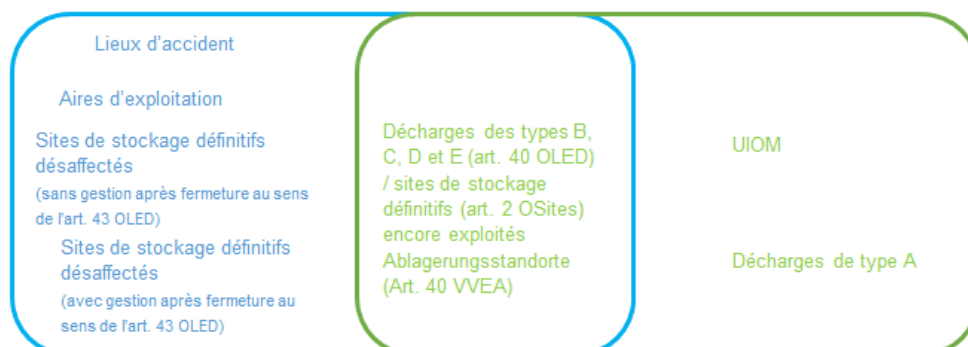 Lieux d'accident
Aires d'exploitation
Sites de stockage définitifs
désaffectés
(sans gestion après fermeture au sens
de l'art. 43 OLED)
Sites de stockage définitifs
désaffectés
(avec gestion après fermeture au
sens de l'art. 43 OLED)
Décharges des types B,
C, D et E (art. 40 OLED)
/ sites de stockage
définitifs (art. 2 OSites)
encore exploités
Ablagerungsstandorte
(Art. 40 VVEA)
UIOM
Décharges de type A